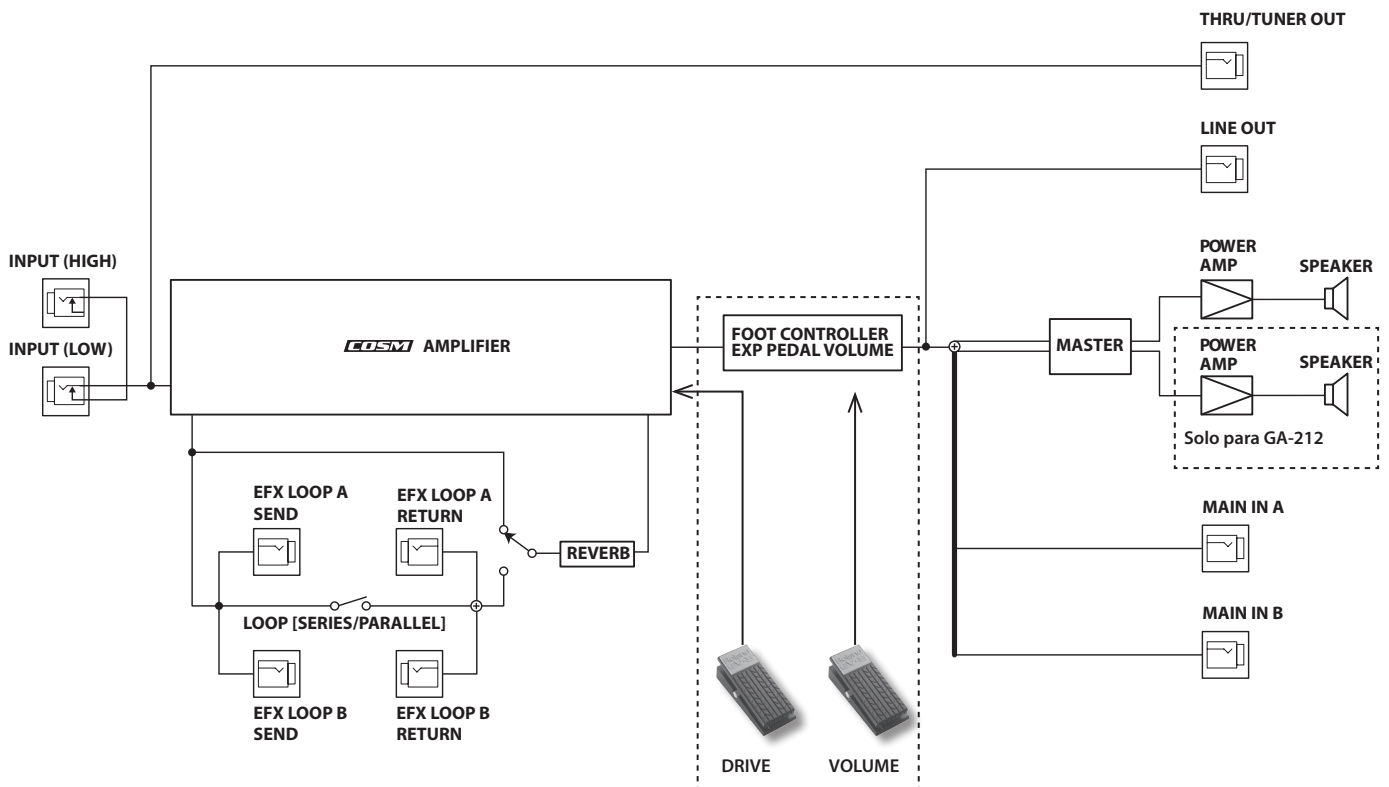 THRU/TUNER OUT
LINE OUT
INPUT (HIGH)
INPUT (LOW)
COSM AMPLIFIER
FOOT CONTROLLER
EXP PEDAL VOLUME
MASTER
POWER
AMP
SPEAKER
POWER
AMP
SPEAKER
Solo para GA-212
EFX LOOP A
SEND
EFX LOOP A
RETURN
REVERB
LOOP [SERIES/PARALLEL]
EFX LOOP B
SEND
EFX LOOP B
RETURN
MAIN IN A
MAIN IN B
DRIVE
VOLUME